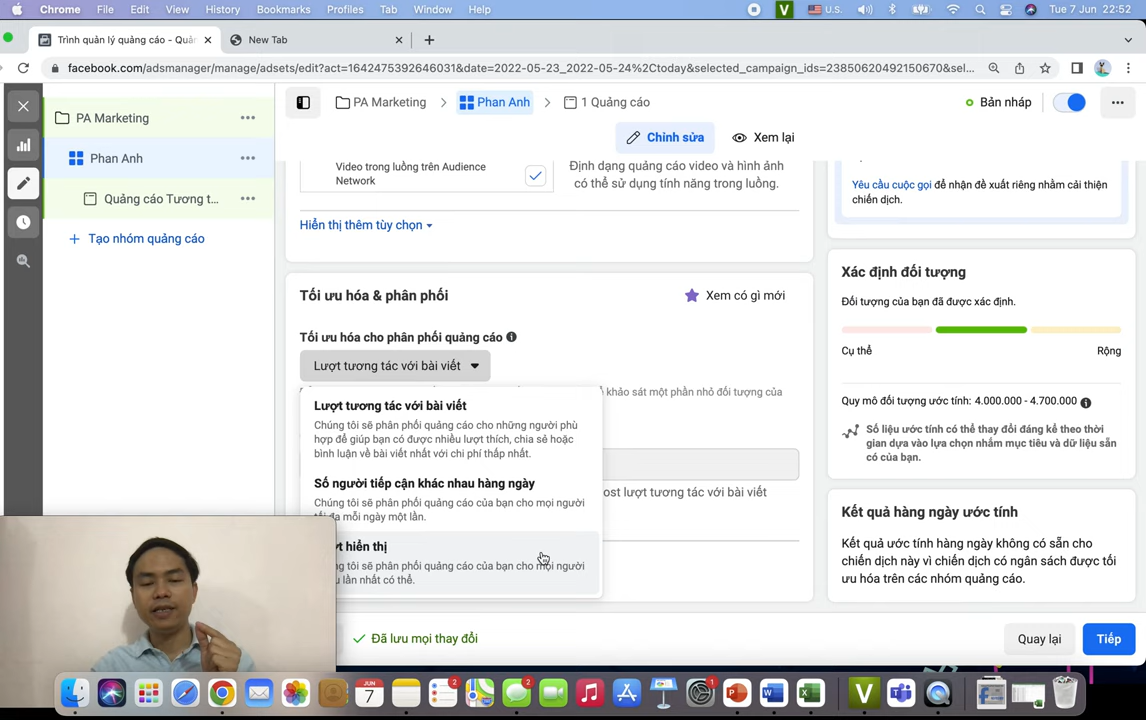 Chrome File Edit View History Bookmarks Profiles Tab Window Help
V U.S. Tue 7 Jun 22:52
Trình quản lý quảng cáo - Quả
New Tab
facebook.com/adsmanager/manage/adsets/edit?act=1642475392646031&date=2022-05-23_2022-05-24%2Ctoday&selected_campaign_ids=23850620492150670&sel...
PA Marketing
Phan Anh
Quảng cáo Tương t...
Tạo nhóm quảng cáo
PA Marketing
Phan Anh
1 Quảng cáo
Bản nháp
Chỉnh sửa
Xem lại
Video trong luồng trên Audience
Network
Định dạng quảng cáo video và hình ảnh
có thể sử dụng tính năng trong luồng.
Hiển thị thêm tùy chọn
Tối ưu hóa & phân phối
Xem có gì mới
Tối ưu hóa cho phân phối quảng cáo
Lượt tương tác với bài viết
khảo sát một phần nhỏ đối tượng của
Lượt tương tác với bài viết
Chúng tôi sẽ phân phối quảng cáo cho những người phù
hợp để giúp bạn có được nhiều lượt thích, chia sẻ hoặc
bình luận về bài viết nhất với chi phí thấp nhất.
Số người tiếp cận khác nhau hàng ngày
Chúng tôi sẽ phân phối quảng cáo của bạn cho mọi người
tối đa mỗi ngày một lần.
ost lượt tương tác với bài viết
hiển thị
sẽ phân phối quảng cáo của bạn cho mọi người
lần nhất có thể.
Đã lưu mọi thay đổi
Quay lại
Tiếp
Yêu cầu cuộc gọi để nhận đề xuất riêng nhằm cải thiện
chiến dịch.
Xác định đối tượng
Đối tượng của bạn đã được xác định.
Cụ thể
Rộng
Quy mô đối tượng ước tính: 4.000.000 - 4.700.000
Số liệu ước tính có thể thay đổi đáng kể theo thời
gian dựa vào lựa chọn nhắm mục tiêu và dữ liệu sẵn
có của bạn.
Kết quả hàng ngày ước tính
Kết quả ước tính hàng ngày không có sẵn cho
chiến dịch này vì chiến dịch có ngân sách được tối
ưu hóa trên các nhóm quảng cáo.
JUN
7
2
2
1
V